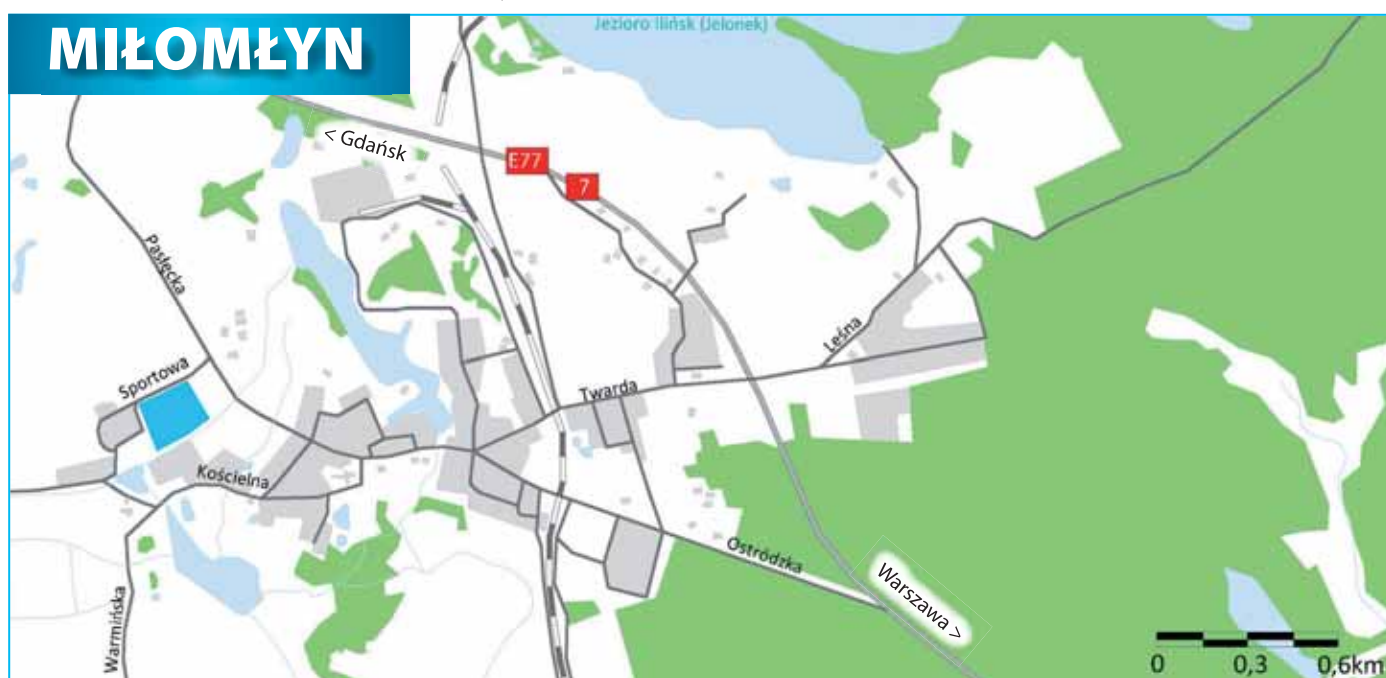 MIŁOMŁYN
Jezioro Ilińsk (Jelonek)
< Gdańsk
E77
7
Pasłęcka
Sportowa
Leśna
Twarda
Kościelna
Ostródzka
Warszawa >
Warmińska
0 0,3 0,6km